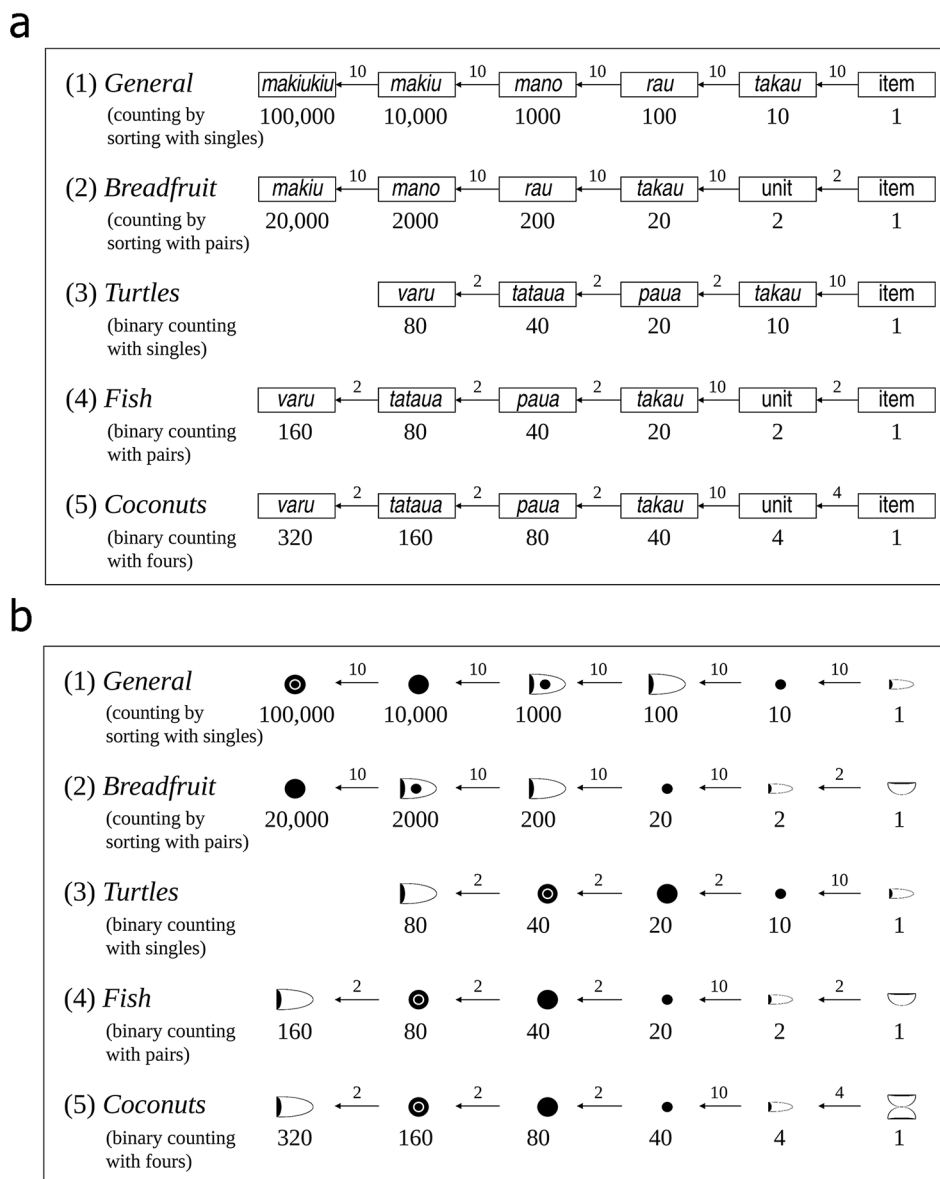 a
(1) General
10 10 10 10 10
makiukiu makiu mano rau takau item
(counting by
sorting with singles)
100,000 10,000 1000 100 10 1
(2) Breadfruit
10 10 10 10 2
makiu mano rau takau unit item
(counting by
sorting with pairs)
20,000 2000 200 20 2 1
(3) Turtles
2 2 2 10
varu tataua paua takau item
(binary counting
with singles)
80 40 20 10 1
(4) Fish
2 2 2 10 2
varu tataua paua takau unit item
(binary counting
with pairs)
160 80 40 20 2 1
(5) Coconuts
2 2 2 10 4
varu tataua paua takau unit item
(binary counting
with fours)
320 160 80 40 4 1
b
(1) General
10 10 10 10 10
(counting by
sorting with singles)
100,000 10,000 1000 100 10 1
(2) Breadfruit
10 10 10 10 2
(counting by
sorting with pairs)
20,000 2000 200 20 2 1
(3) Turtles
2 2 2 10
(binary counting
with singles)
80 40 20 10 1
(4) Fish
2 2 2 10 2
(binary counting
with pairs)
160 80 40 20 2 1
(5) Coconuts
2 2 2 10 4
(binary counting
with fours)
320 160 80 40 4 1